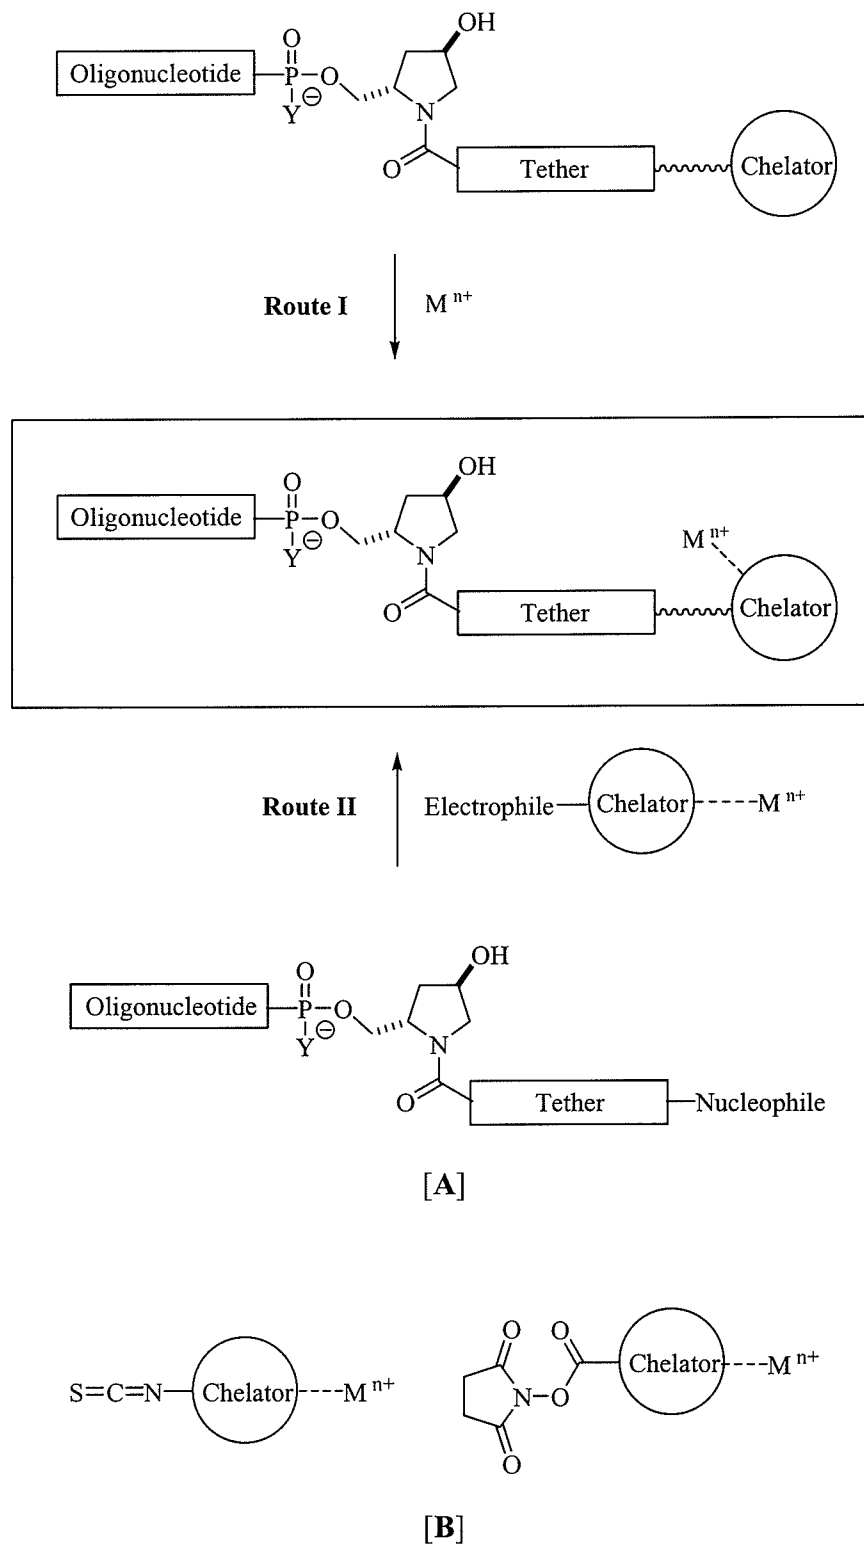 OH
O
Oligonucleotide P O
Y ⊖ N
O Tether Chelator
Route I M n+
OH
O
Oligonucleotide P O
Y ⊖ N M n+
O Tether Chelator
Route II Electrophile Chelator M n+
OH
O
Oligonucleotide P O
Y ⊖ N
O Tether Nucleophile
[A]
O O
S=C=N Chelator M n+ N O Chelator M n+
O
[B]